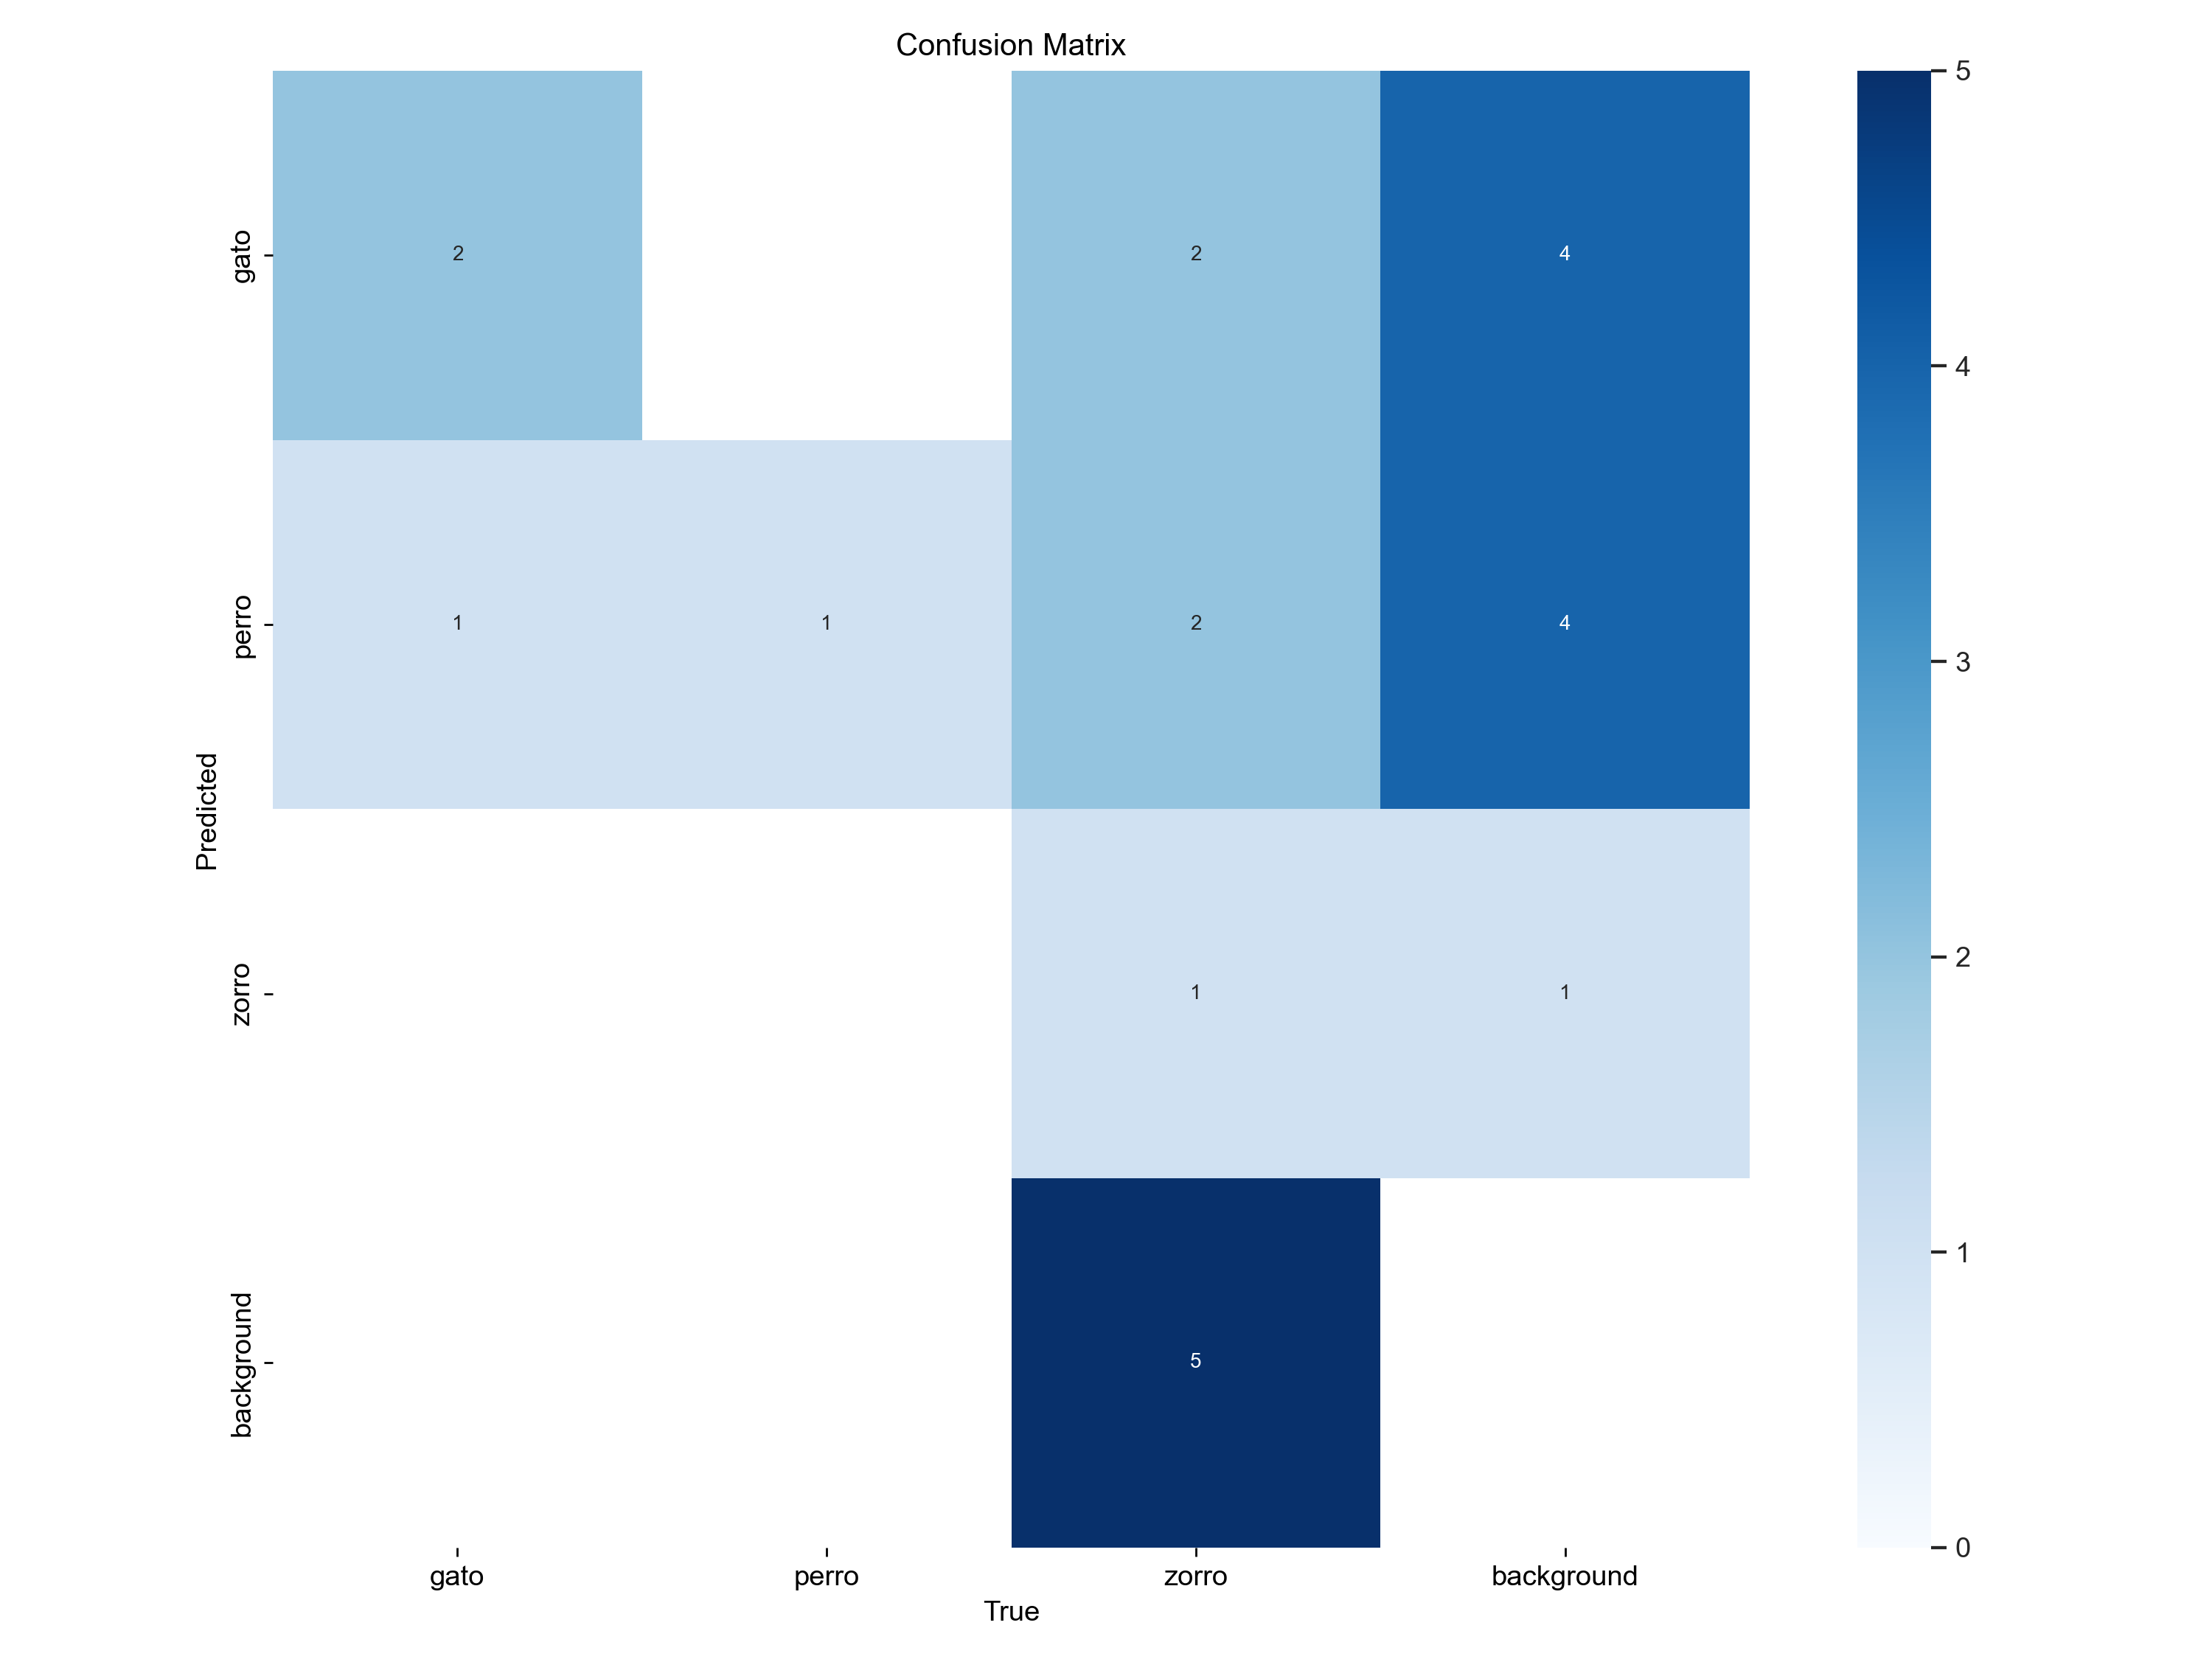 Confusion Matrix
gato 2 2 4
perro 1 1 2 4
zorro 1 1
background 5
gato perro zorro background
True
Predicted
5
4
3
2
1
0